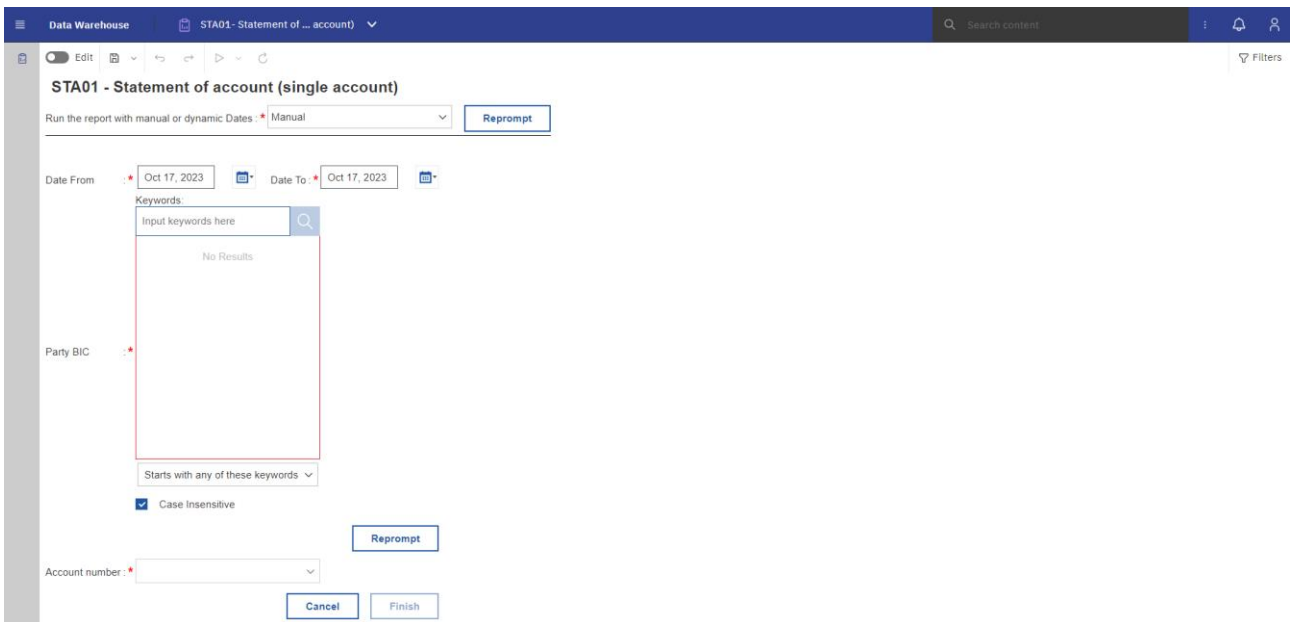 Data Warehouse STA01- Statement of ... account) Search content
Edit Filters
STA01 - Statement of account (single account)
Run the report with manual or dynamic Dates : * Manual Reprompt
Date From : * Oct 17, 2023 Date To : * Oct 17, 2023
Keywords:
Input keywords here
No Results
Party BIC : *
Starts with any of these keywords
Case Insensitive
Reprompt
Account number : *
Cancel Finish